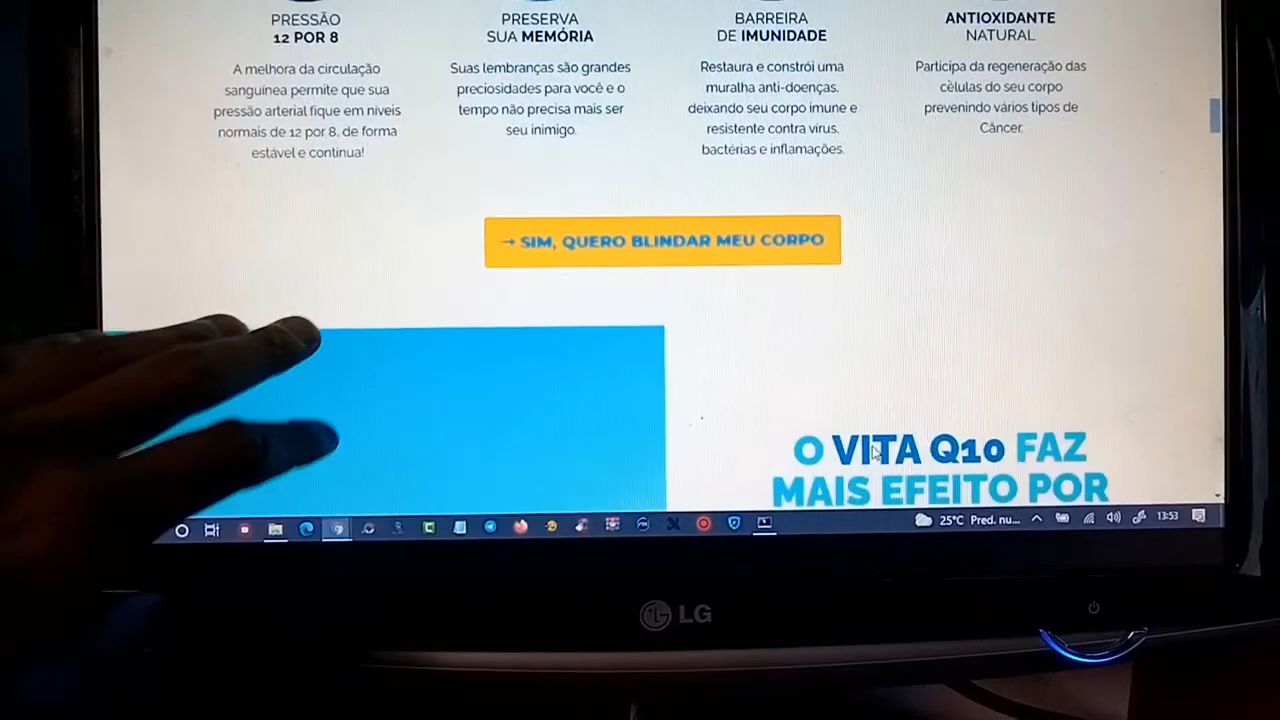 PRESSÃO
12 POR 8
A melhora da circulação
sanguínea permite que sua
pressão arterial fique em níveis
normais de 12 por 8, de forma
estável e contínua!
PRESERVA
SUA MEMÓRIA
Suas lembranças são grandes
preciosidades para você e o
tempo não precisa mais ser
seu inimigo.
BARREIRA
DE IMUNIDADE
Restaura e constrói uma
muralha anti-doenças,
deixando seu corpo imune e
resistente contra vírus,
bactérias e inflamações.
ANTIOXIDANTE
NATURAL
Participa da regeneração das
células do seu corpo
prevenindo vários tipos de
Câncer.
→ SIM, QUERO BLINDAR MEU CORPO
O VITA Q10 FAZ
MAIS EFEITO POR
25°C Pred. nu...
13:53
LG